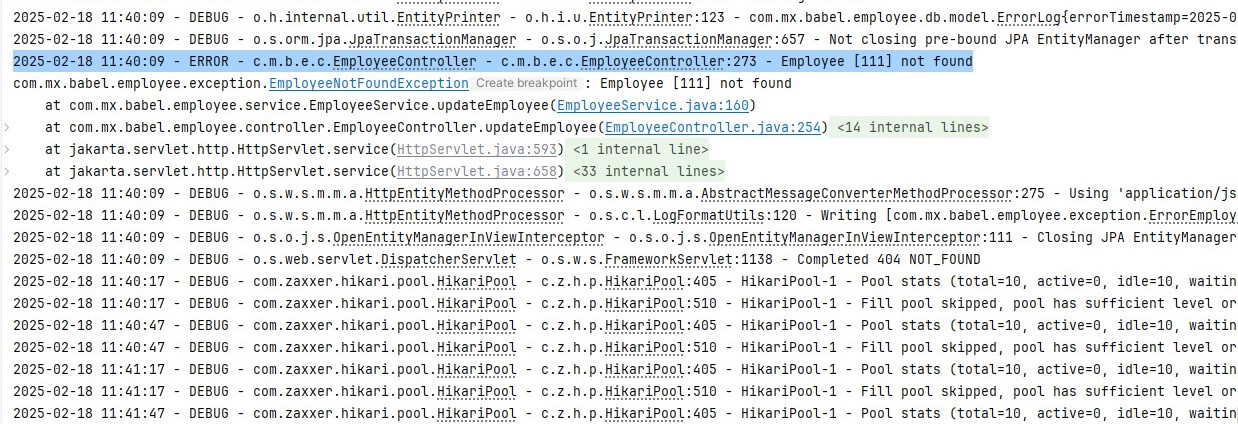 2025-02-18 11:40:09 - DEBUG - o.h.internal.util.EntityPrinter - o.h.i.u.EntityPrinter:123 - com.mx.babel.employee.db.model.ErrorLog{errorTimestamp=2025-0
2025-02-18 11:40:09 - DEBUG - o.s.orm.jpa.JpaTransactionManager - o.s.o.j.JpaTransactionManager:657 - Not closing pre-bound JPA EntityManager after trans
2025-02-18 11:40:09 - ERROR - c.m.b.e.c.EmployeeController - c.m.b.e.c.EmployeeController:273 - Employee [111] not found
com.mx.babel.employee.exception.EmployeeNotFoundException Create breakpoint : Employee [111] not found
at com.mx.babel.employee.service.EmployeeService.updateEmployee(EmployeeService.java:160)
at com.mx.babel.employee.controller.EmployeeController.updateEmployee(EmployeeController.java:254) <14 internal lines>
at jakarta.servlet.http.HttpServlet.service(HttpServlet.java:593) <1 internal line>
at jakarta.servlet.http.HttpServlet.service(HttpServlet.java:658) <33 internal lines>
2025-02-18 11:40:09 - DEBUG - o.s.w.s.m.m.a.HttpEntityMethodProcessor - o.s.w.s.m.m.a.AbstractMessageConverterMethodProcessor:275 - Using 'application/js
2025-02-18 11:40:09 - DEBUG - o.s.w.s.m.m.a.HttpEntityMethodProcessor - o.s.c.l.LogFormatUtils:120 - Writing [com.mx.babel.employee.exception.ErrorEmploy
2025-02-18 11:40:09 - DEBUG - o.s.o.j.s.OpenEntityManagerInViewInterceptor - o.s.o.j.s.OpenEntityManagerInViewInterceptor:111 - Closing JPA EntityManager
2025-02-18 11:40:09 - DEBUG - o.s.web.servlet.DispatcherServlet - o.s.w.s.FrameworkServlet:1138 - Completed 404 NOT_FOUND
2025-02-18 11:40:17 - DEBUG - com.zaxxer.hikari.pool.HikariPool - c.z.h.p.HikariPool:405 - HikariPool-1 - Pool stats (total=10, active=0, idle=10, waitin
2025-02-18 11:40:17 - DEBUG - com.zaxxer.hikari.pool.HikariPool - c.z.h.p.HikariPool:510 - HikariPool-1 - Fill pool skipped, pool has sufficient level or
2025-02-18 11:40:47 - DEBUG - com.zaxxer.hikari.pool.HikariPool - c.z.h.p.HikariPool:405 - HikariPool-1 - Pool stats (total=10, active=0, idle=10, waitin
2025-02-18 11:40:47 - DEBUG - com.zaxxer.hikari.pool.HikariPool - c.z.h.p.HikariPool:510 - HikariPool-1 - Fill pool skipped, pool has sufficient level or
2025-02-18 11:41:17 - DEBUG - com.zaxxer.hikari.pool.HikariPool - c.z.h.p.HikariPool:405 - HikariPool-1 - Pool stats (total=10, active=0, idle=10, waitin
2025-02-18 11:41:17 - DEBUG - com.zaxxer.hikari.pool.HikariPool - c.z.h.p.HikariPool:510 - HikariPool-1 - Fill pool skipped, pool has sufficient level or
2025-02-18 11:41:47 - DEBUG - com.zaxxer.hikari.pool.HikariPool - c.z.h.p.HikariPool:405 - HikariPool-1 - Pool stats (total=10, active=0, idle=10, waitin